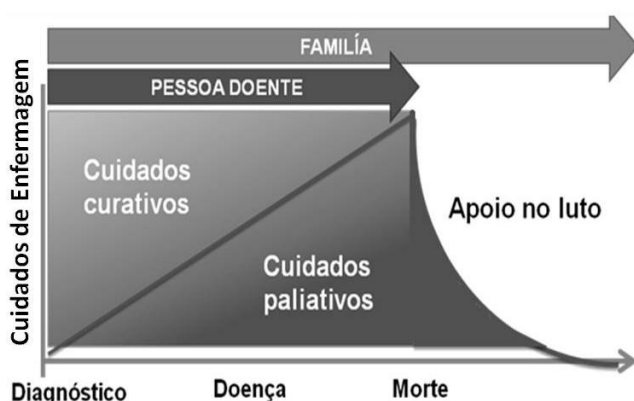 FAMILÍA
PESSOA DOENTE
Cuidados de Enfermagem
Cuidados
curativos
Apoio no luto
Cuidados
paliativos
Diagnóstico
Doença
Morte